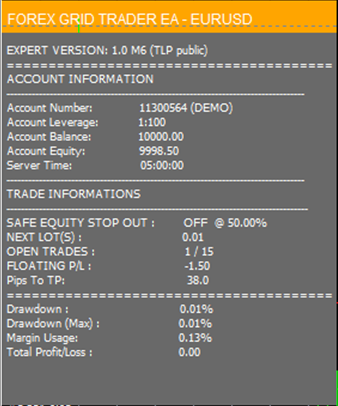 FOREX GRID TRADER EA - EURUSD
EXPERT VERSION: 1.0 M6 (TLP public)
ACCOUNT INFORMATION
Account Number: 11300564 (DEMO)
Account Leverage: 1:100
Account Balance: 10000.00
Account Equity: 9998.50
Server Time: 05:00:00
TRADE INFORMATIONS
SAFE EQUITY STOP OUT : OFF @ 50.00%
NEXT LOT(S) : 0.01
OPEN TRADES : 1 / 15
FLOATING P/L : -1.50
Pips To TP: 38.0
Drawdown : 0.01%
Drawdown (Max) : 0.01%
Margin Usage: 0.13%
Total Profit/Loss : 0.00